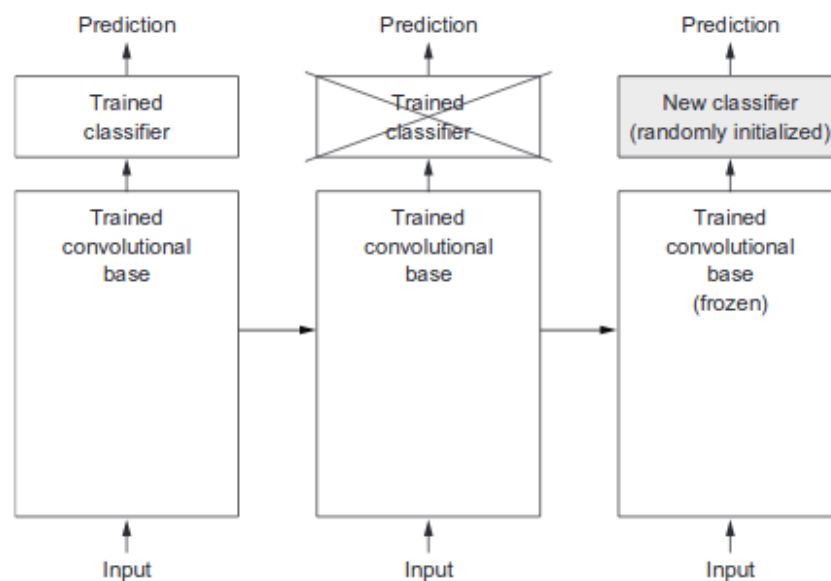 Prediction
Trained
classifier
Trained
convolutional
base
Input
Prediction
Trained
classifier
Trained
convolutional
base
Input
Prediction
New classifier
(randomly initialized)
Trained
convolutional
base
(frozen)
Input